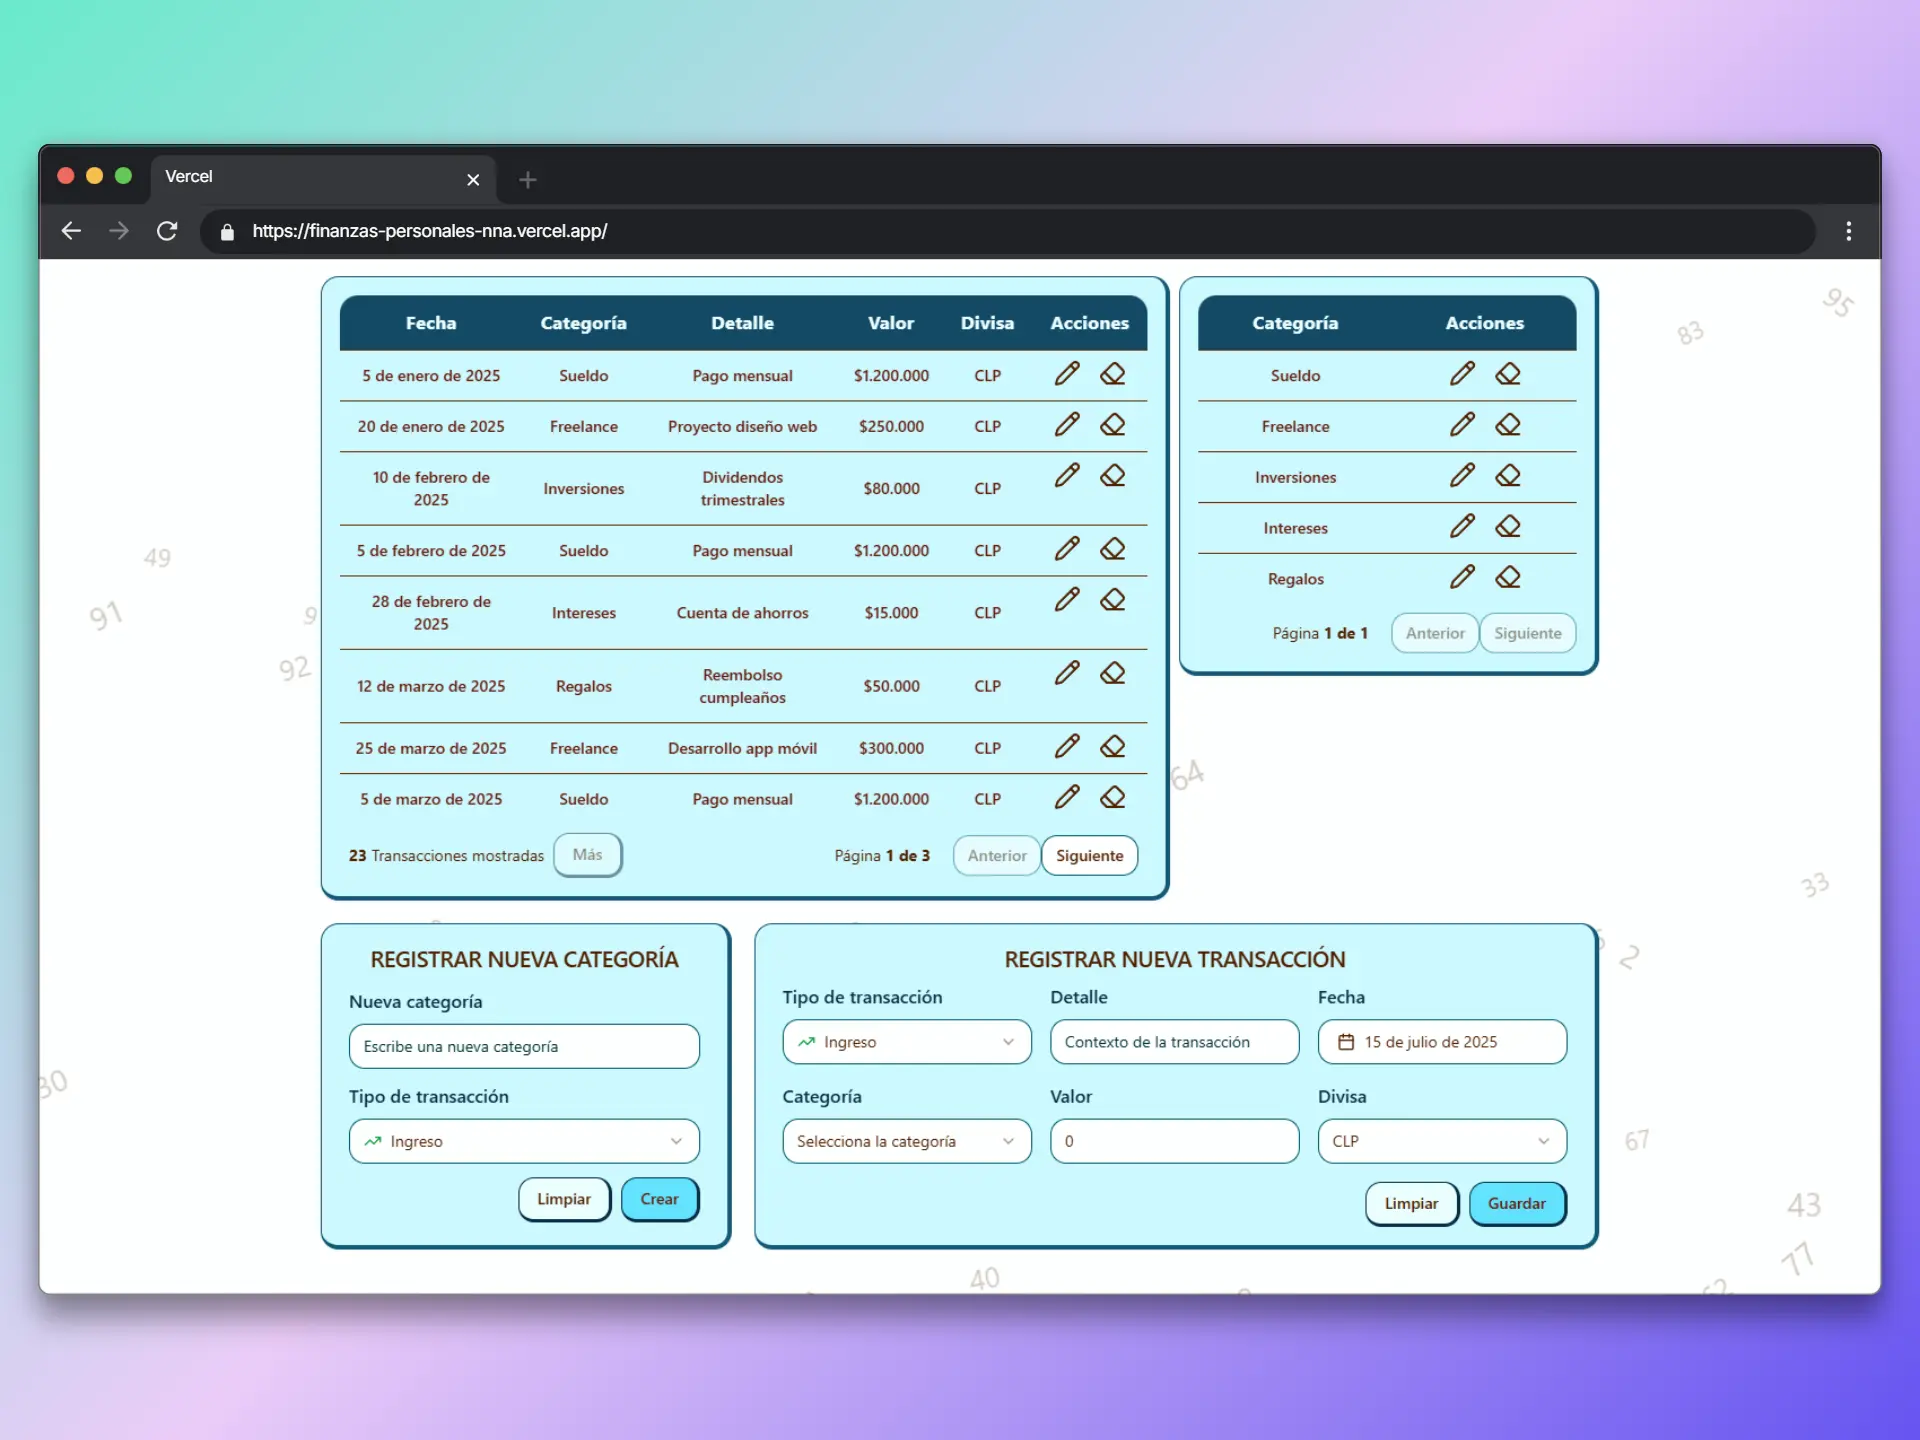 Vercel
https://finanzas-personales-nna.vercel.app/
Fecha Categoría Detalle Valor Divisa Acciones
5 de enero de 2025 Sueldo Pago mensual $1.200.000 CLP
20 de enero de 2025 Freelance Proyecto diseño web $250.000 CLP
10 de febrero de
2025 Inversiones Dividendos
trimestrales $80.000 CLP
5 de febrero de 2025 Sueldo Pago mensual $1.200.000 CLP
28 de febrero de
2025 Intereses Cuenta de ahorros $15.000 CLP
12 de marzo de 2025 Regalos Reembolso
cumpleaños $50.000 CLP
25 de marzo de 2025 Freelance Desarrollo app móvil $300.000 CLP
5 de marzo de 2025 Sueldo Pago mensual $1.200.000 CLP
23 Transacciones mostradas Más Página 1 de 3 Anterior Siguiente
Categoría Acciones
Sueldo
Freelance
Inversiones
Intereses
Regalos
Página 1 de 1 Anterior Siguiente
REGISTRAR NUEVA CATEGORÍA
Nueva categoría
Escribe una nueva categoría
Tipo de transacción
Ingreso
Limpiar Crear
REGISTRAR NUEVA TRANSACCIÓN
Tipo de transacción Detalle Fecha
Ingreso Contexto de la transacción 15 de julio de 2025
Categoría Valor Divisa
Selecciona la categoría 0 CLP
Limpiar Guardar
95
83
49
91
9
92
64
33
2
30
67
43
77
40